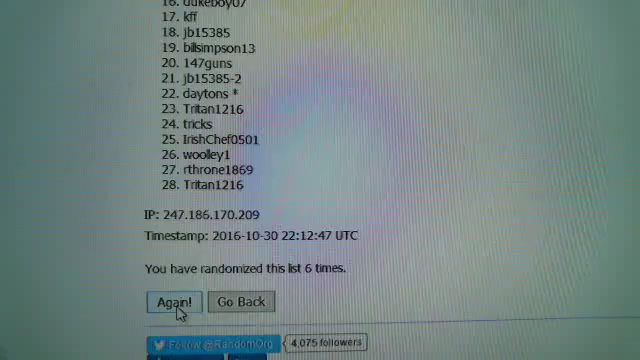 16. dukeboy07
17. kff
18. jb15385
19. billsimpson13
20. 147guns
21. jb15385-2
22. daytons *
23. Tritan1216
24. tricks
25. IrishChef0501
26. woolley1
27. rthrone1869
28. Tritan1216
IP: 247.186.170.209
Timestamp: 2016-10-30 22:12:47 UTC
You have randomized this list 6 times.
Again! Go Back
Follow @RandomOrg 4,075 followers